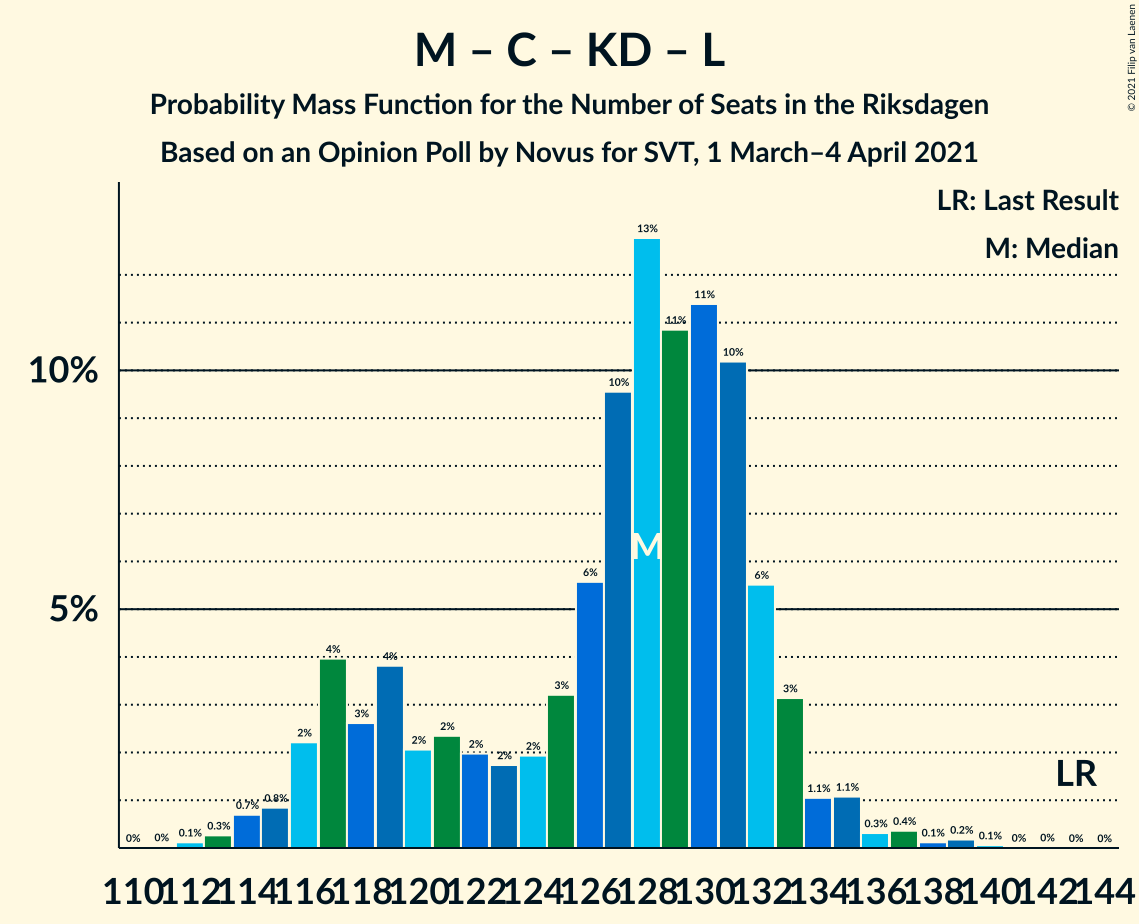 © 2021 Filip van Laenen
M – C – KD – L
Probability Mass Function for the Number of Seats in the Riksdagen
Based on an Opinion Poll by Novus for SVT, 1 March–4 April 2021
LR: Last Result
M: Median
10%
5%
0% 0% 0.1% 0.3% 0.7% 0.8% 2% 4% 3% 4% 2% 2% 2% 2% 2% 3% 6% 10% 13% 11% 11% 10% 6% 3% 1.1% 1.1% 0.3% 0.4% 0.1% 0.2% 0.1% 0% 0% 0% 0%
M
LR
110 112 114 116 118 120 122 124 126 128 130 132 134 136 138 140 142 144